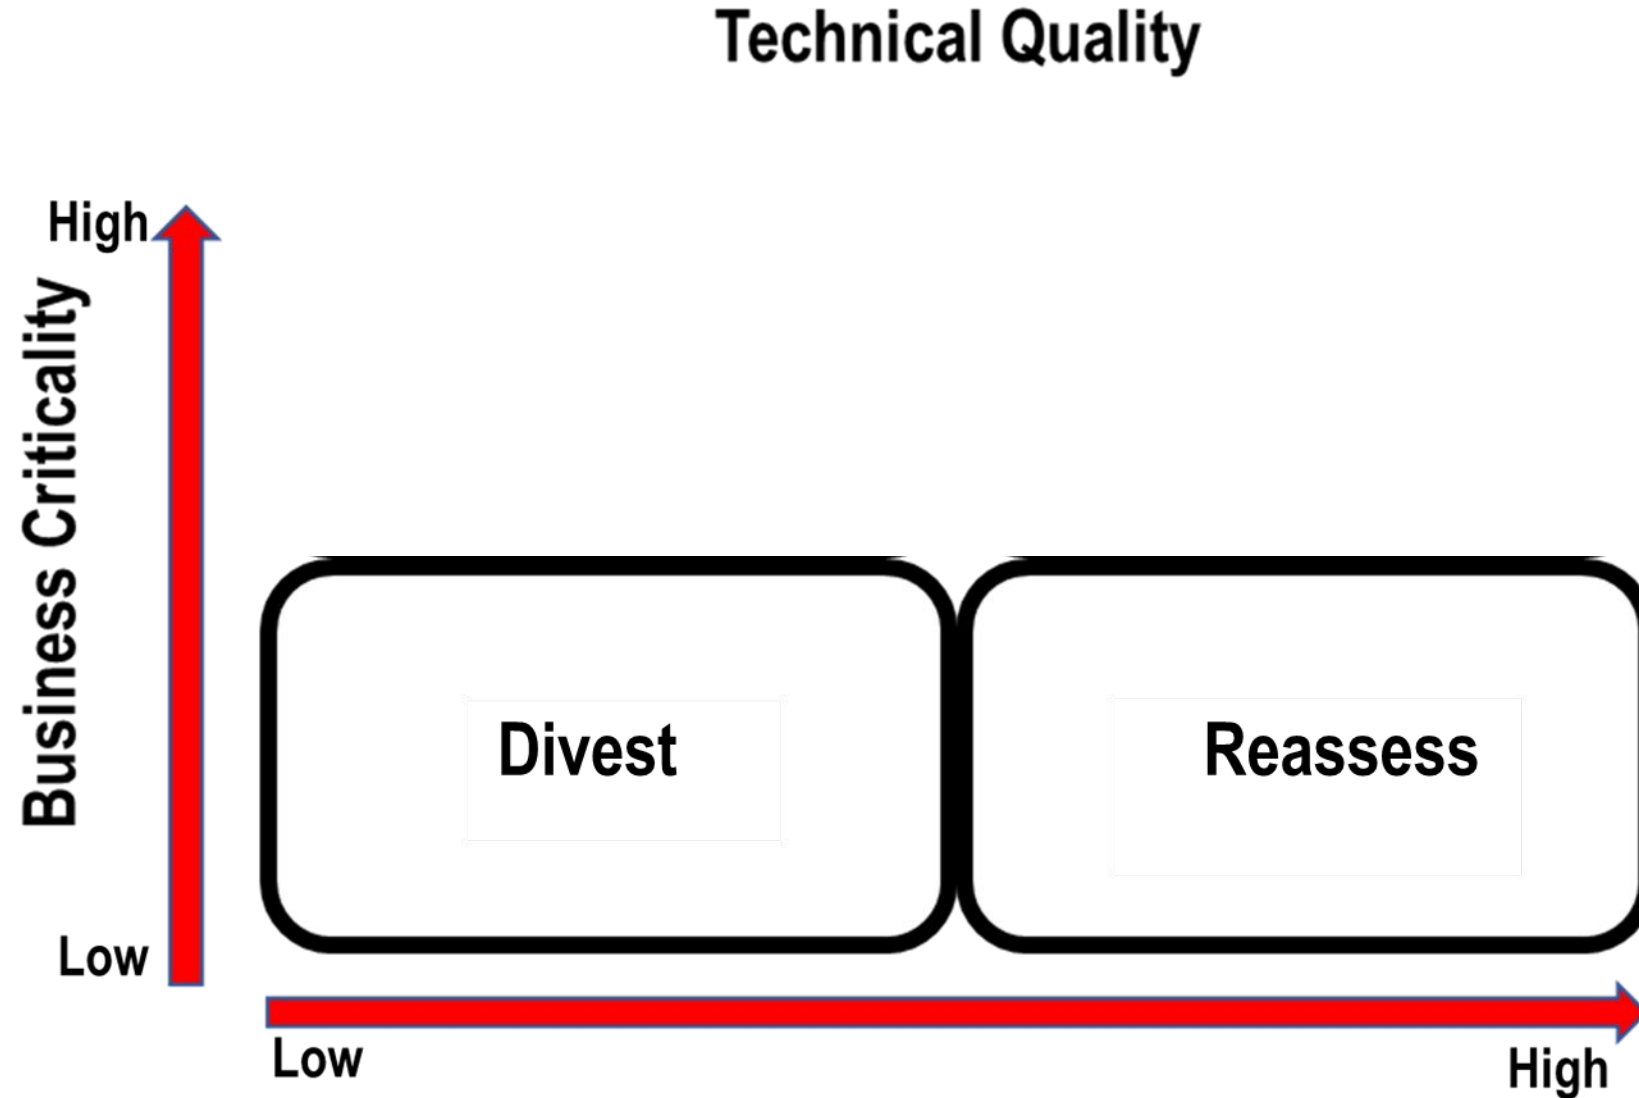 Technical Quality
High
Business Criticality
Divest
Reassess
Low
Low
High